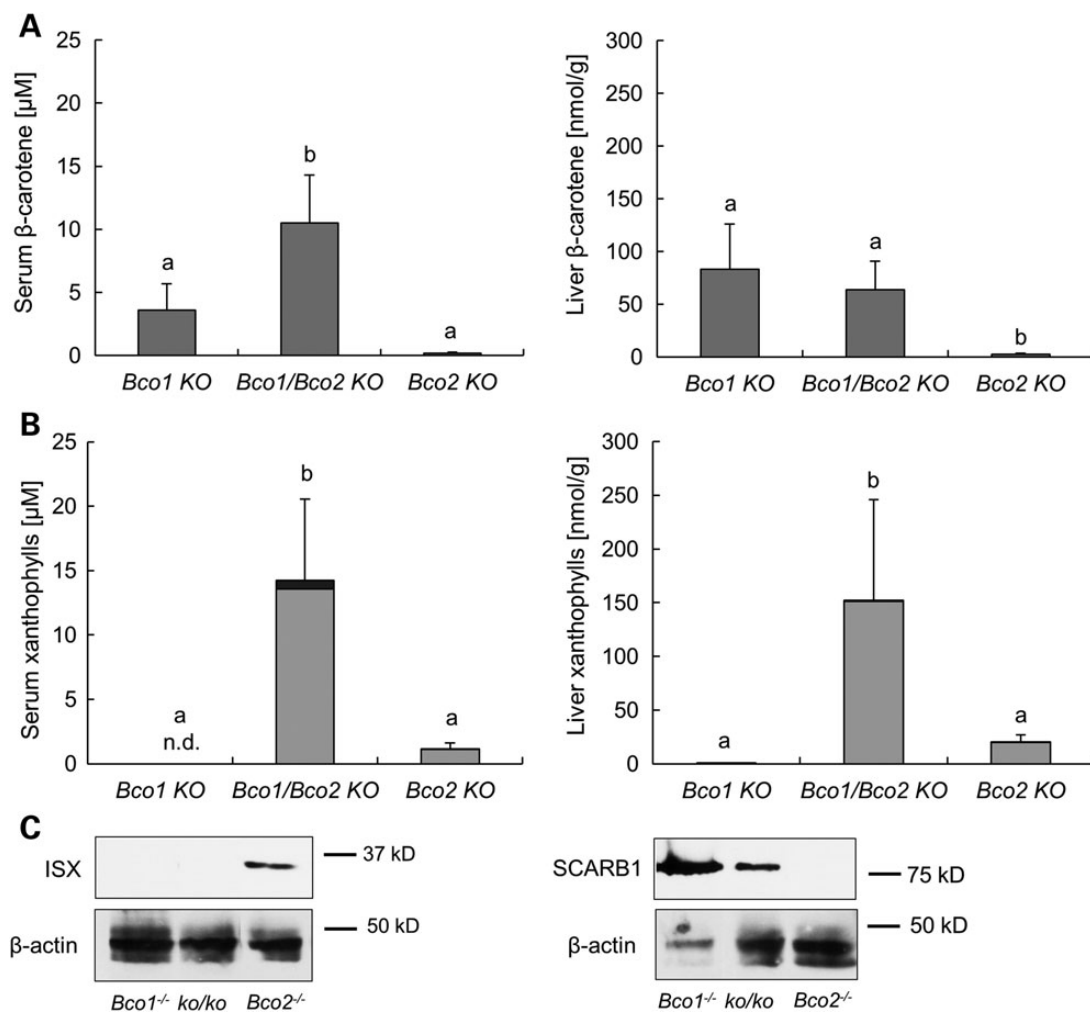 A
Serum β-carotene [µM]
25
20
15
10
5
0
a
b
a
Bco1 KO
Bco1/Bco2 KO
Bco2 KO
Liver β-carotene [nmol/g]
300
250
200
150
100
50
0
a
a
b
Bco1 KO
Bco1/Bco2 KO
Bco2 KO
B
Serum xanthophylls [µM]
25
20
15
10
5
0
a
n.d.
b
a
Bco1 KO
Bco1/Bco2 KO
Bco2 KO
Liver xanthophylls [nmol/g]
300
250
200
150
100
50
0
a
b
a
Bco1 KO
Bco1/Bco2 KO
Bco2 KO
C
ISX
37 kD
β-actin
50 kD
Bco1-/- ko/ko Bco2-/-
SCARB1
75 kD
β-actin
50 kD
Bco1-/- ko/ko Bco2-/-